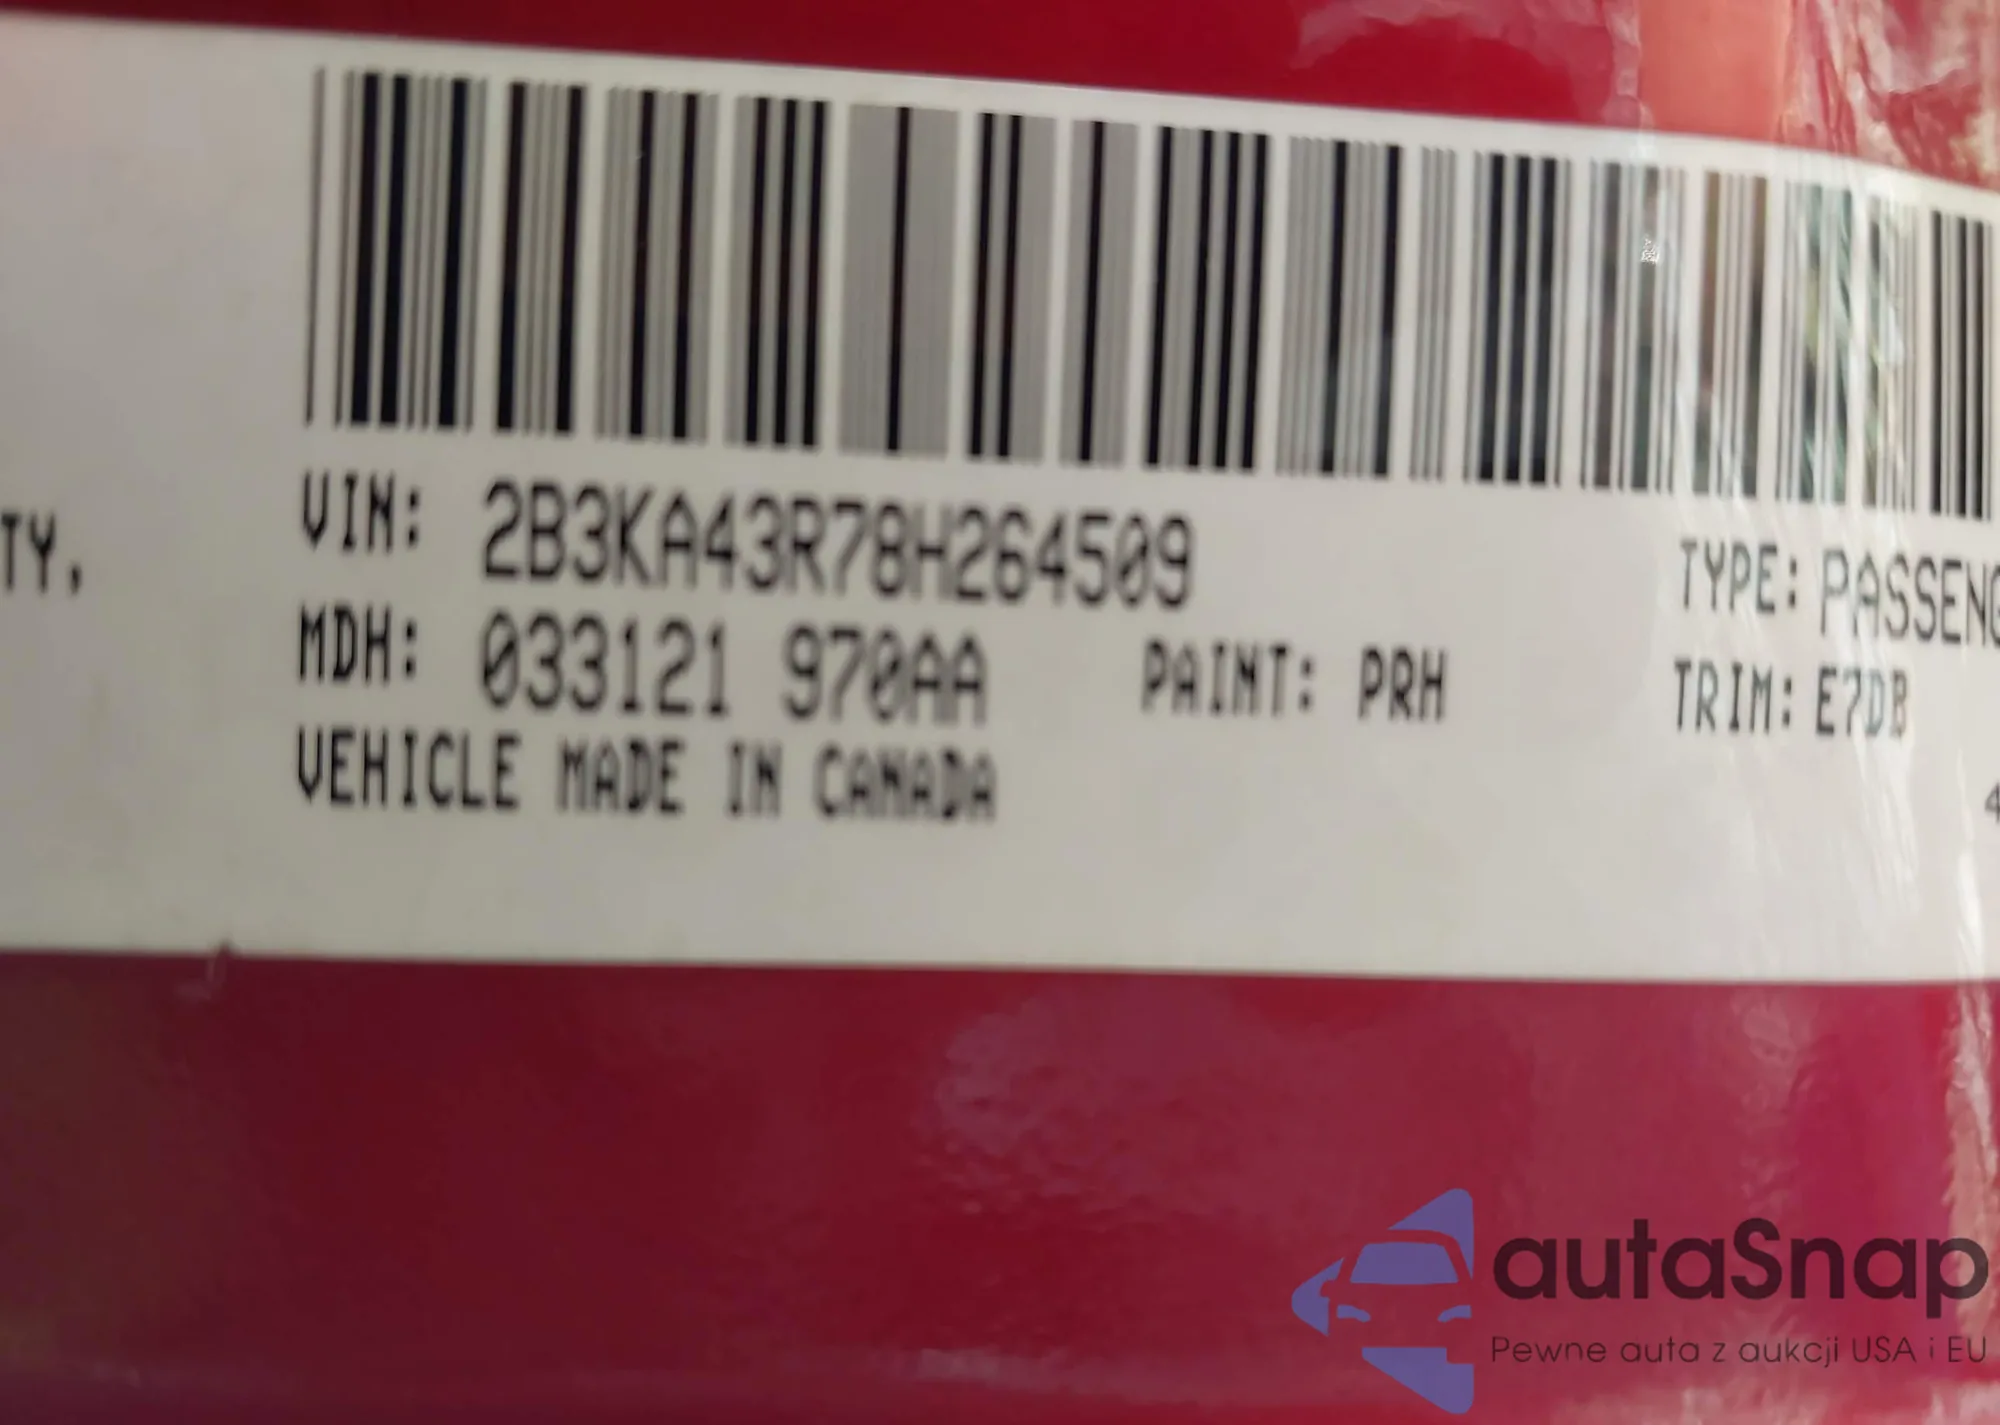 TY,
VIN: 2B3KA43R78H264509
TYPE: PASSENG
MDH: 033121 970AA PAINT: PRH
TRIM: E7DB
VEHICLE MADE IN CANADA
4
autaSnap
Pewne auta z aukcji USA i EU